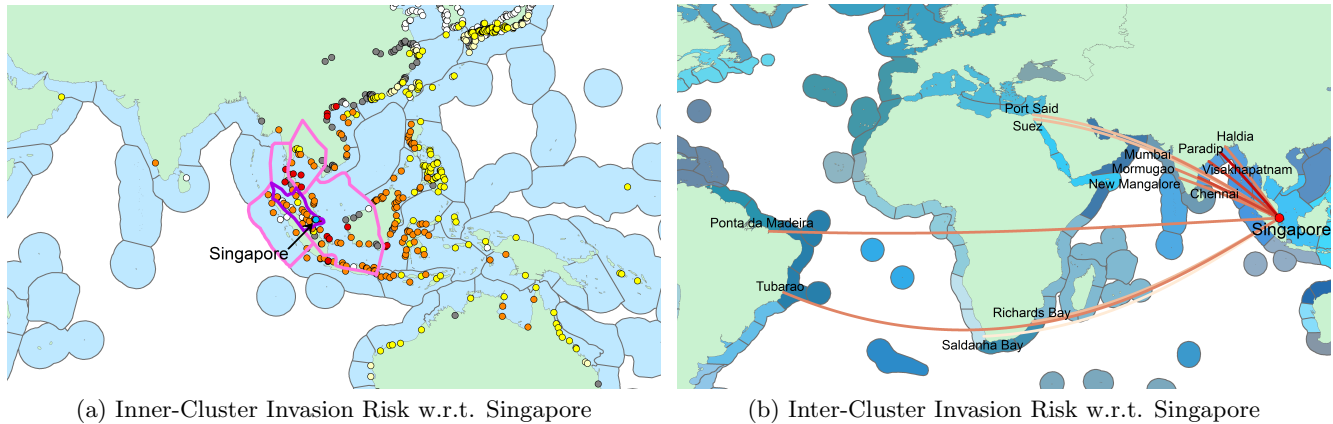 Singapore
Port Said
Suez
Haldia
Paradip
Mumbai
Visakhapatnam
Mormugao
New Mangalore
Chennai
Ponta da Madeira
Singapore
Tubarao
Richards Bay
Saldanha Bay
(a) Inner-Cluster Invasion Risk w.r.t. Singapore
(b) Inter-Cluster Invasion Risk w.r.t. Singapore